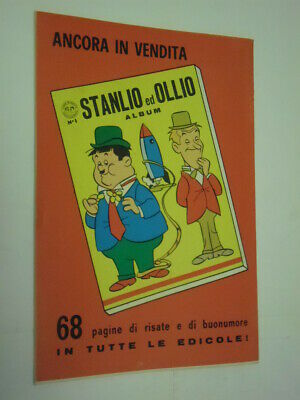 ANCORA IN VENDITA
N°1
STANLIO ed OLLIO
ALBUM
68 pagine di risate e di buonumore
IN TUTTE LE EDICOLE!